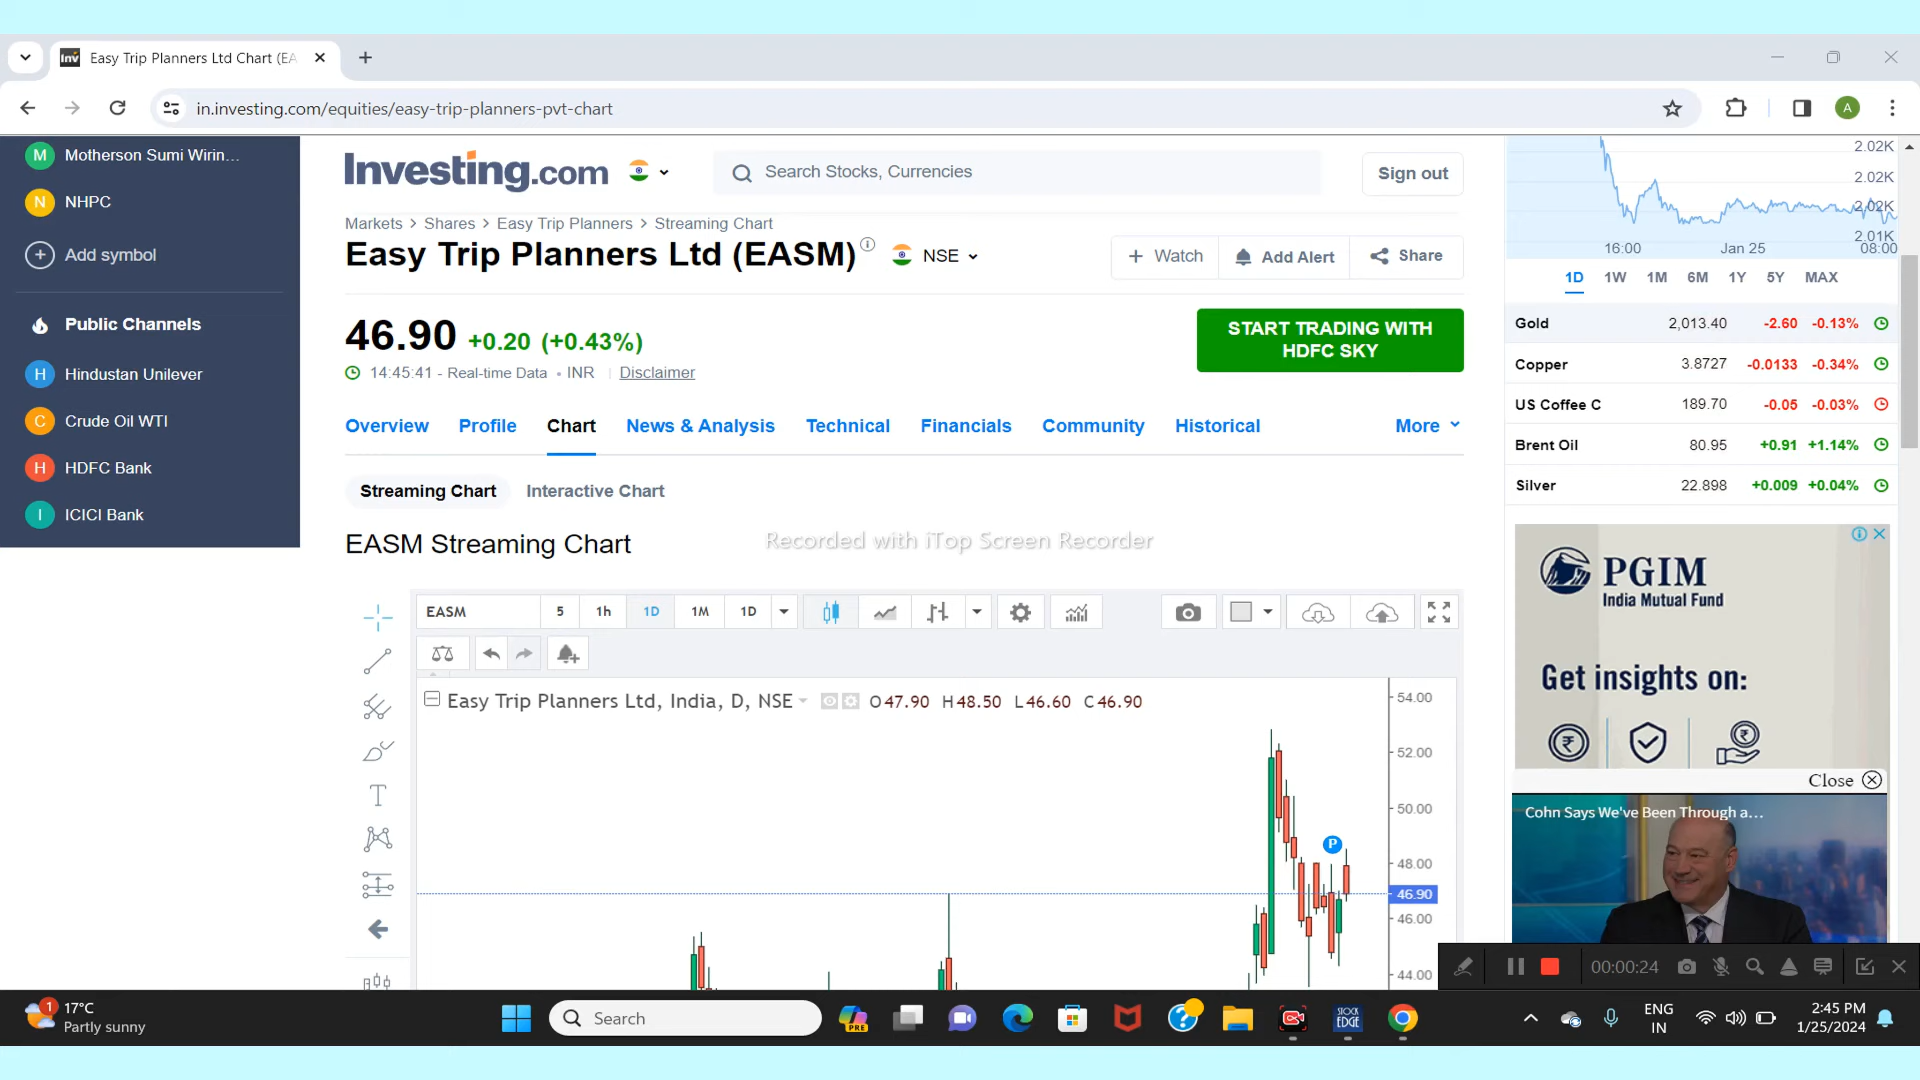 Easy Trip Planners Ltd Chart (EA
in.investing.com/equities/easy-trip-planners-pvt-chart
A
M Motherson Sumi Wirin...
N NHPC
Add symbol
Public Channels
H Hindustan Unilever
C Crude Oil WTI
H HDFC Bank
I ICICI Bank
Investing.com
Search Stocks, Currencies
Sign out
Markets > Shares > Easy Trip Planners > Streaming Chart
Easy Trip Planners Ltd (EASM)
NSE
+ Watch
Add Alert
Share
46.90 +0.20 (+0.43%)
14:45:41 - Real-time Data • INR | Disclaimer
START TRADING WITH
HDFC SKY
Overview Profile Chart News & Analysis Technical Financials Community Historical More
Streaming Chart Interactive Chart
EASM Streaming Chart
Recorded with iTop Screen Recorder
EASM 5 1h 1D 1M 1D
Easy Trip Planners Ltd, India, D, NSE O47.90 H48.50 L46.60 C46.90
54.00
52.00
50.00
P
48.00
46.90
46.00
44.00
2.02K
2.02K
2.02K
2.01K
16:00 Jan 25 08:00
1D 1W 1M 6M 1Y 5Y MAX
Gold 2,013.40 -2.60 -0.13%
Copper 3.8727 -0.0133 -0.34%
US Coffee C 189.70 -0.05 -0.03%
Brent Oil 80.95 +0.91 +1.14%
Silver 22.898 +0.009 +0.04%
PGIM
India Mutual Fund
Get insights on:
Close
Cohn Says We've Been Through a...
00:00:24
1
17°C
Partly sunny
Search
PRE
STOCK
EDGE
ENG
IN
2:45 PM
1/25/2024